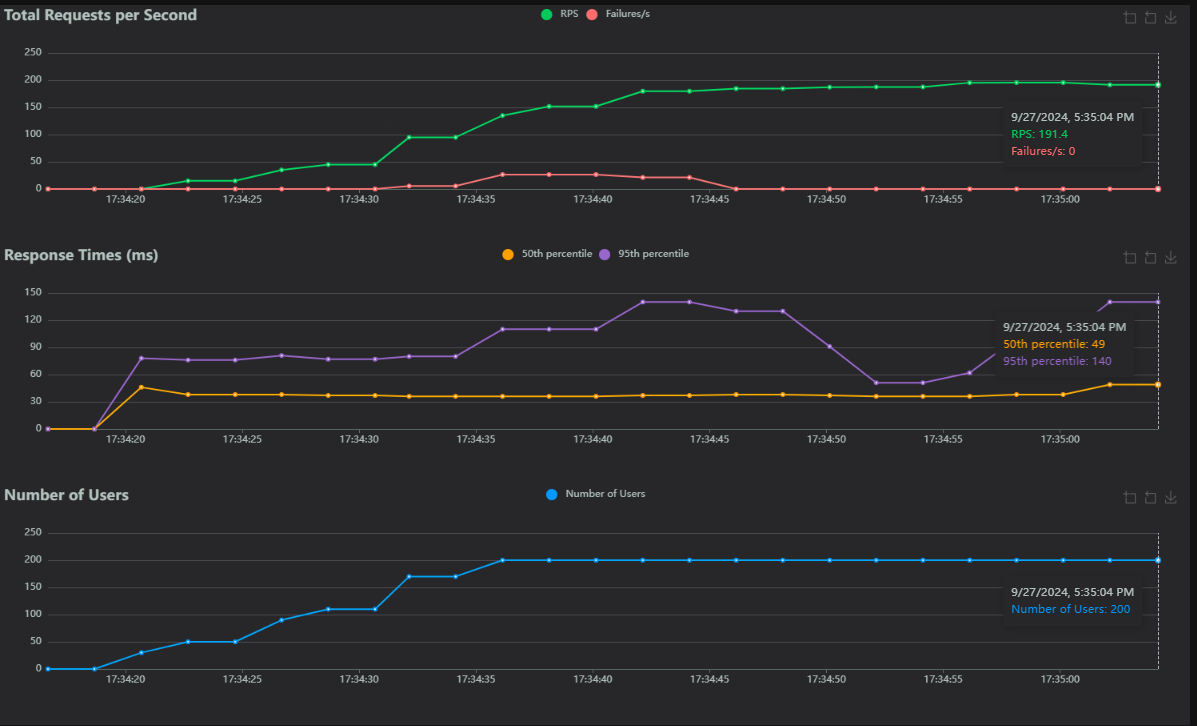 Total Requests per Second
RPS Failures/s
250
200
150
100
50
0
9/27/2024, 5:35:04 PM
RPS: 191.4
Failures/s: 0
17:34:20 17:34:25 17:34:30 17:34:35 17:34:40 17:34:45 17:34:50 17:34:55 17:35:00
Response Times (ms)
50th percentile 95th percentile
150
120
90
60
30
0
9/27/2024, 5:35:04 PM
50th percentile: 49
95th percentile: 140
17:34:20 17:34:25 17:34:30 17:34:35 17:34:40 17:34:45 17:34:50 17:34:55 17:35:00
Number of Users
Number of Users
250
200
150
100
50
0
9/27/2024, 5:35:04 PM
Number of Users: 200
17:34:20 17:34:25 17:34:30 17:34:35 17:34:40 17:34:45 17:34:50 17:34:55 17:35:00